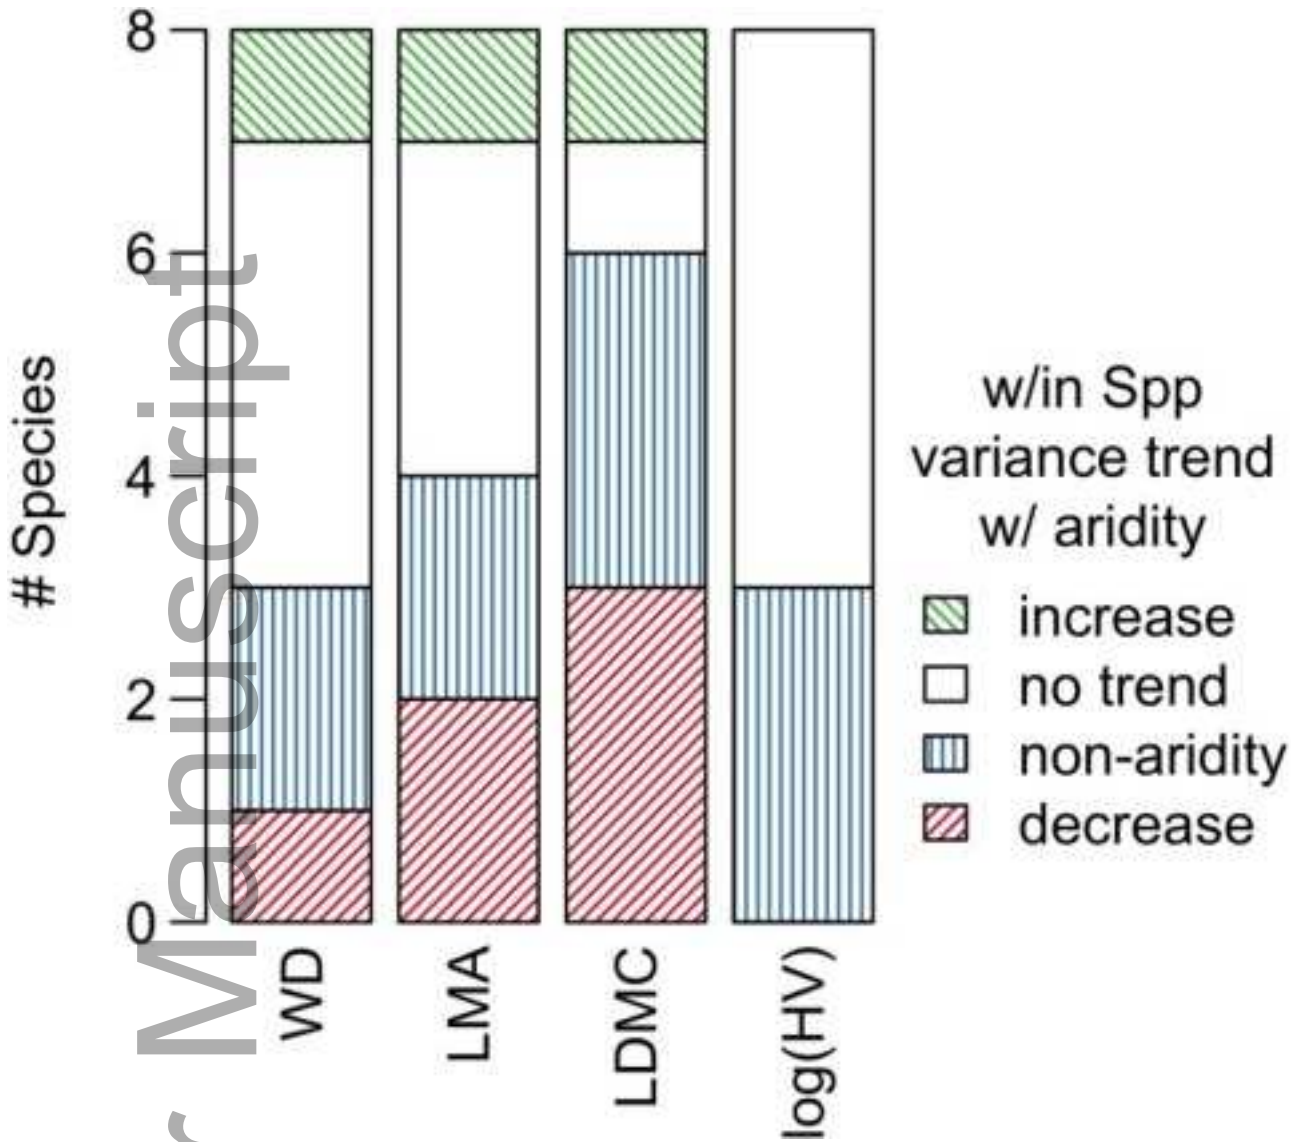 8
6
4
2
0
# Species
WD
LMA
LDMC
log(HV)
w/in Spp
variance trend
w/ aridity
increase
no trend
non-aridity
decrease
Manuscript